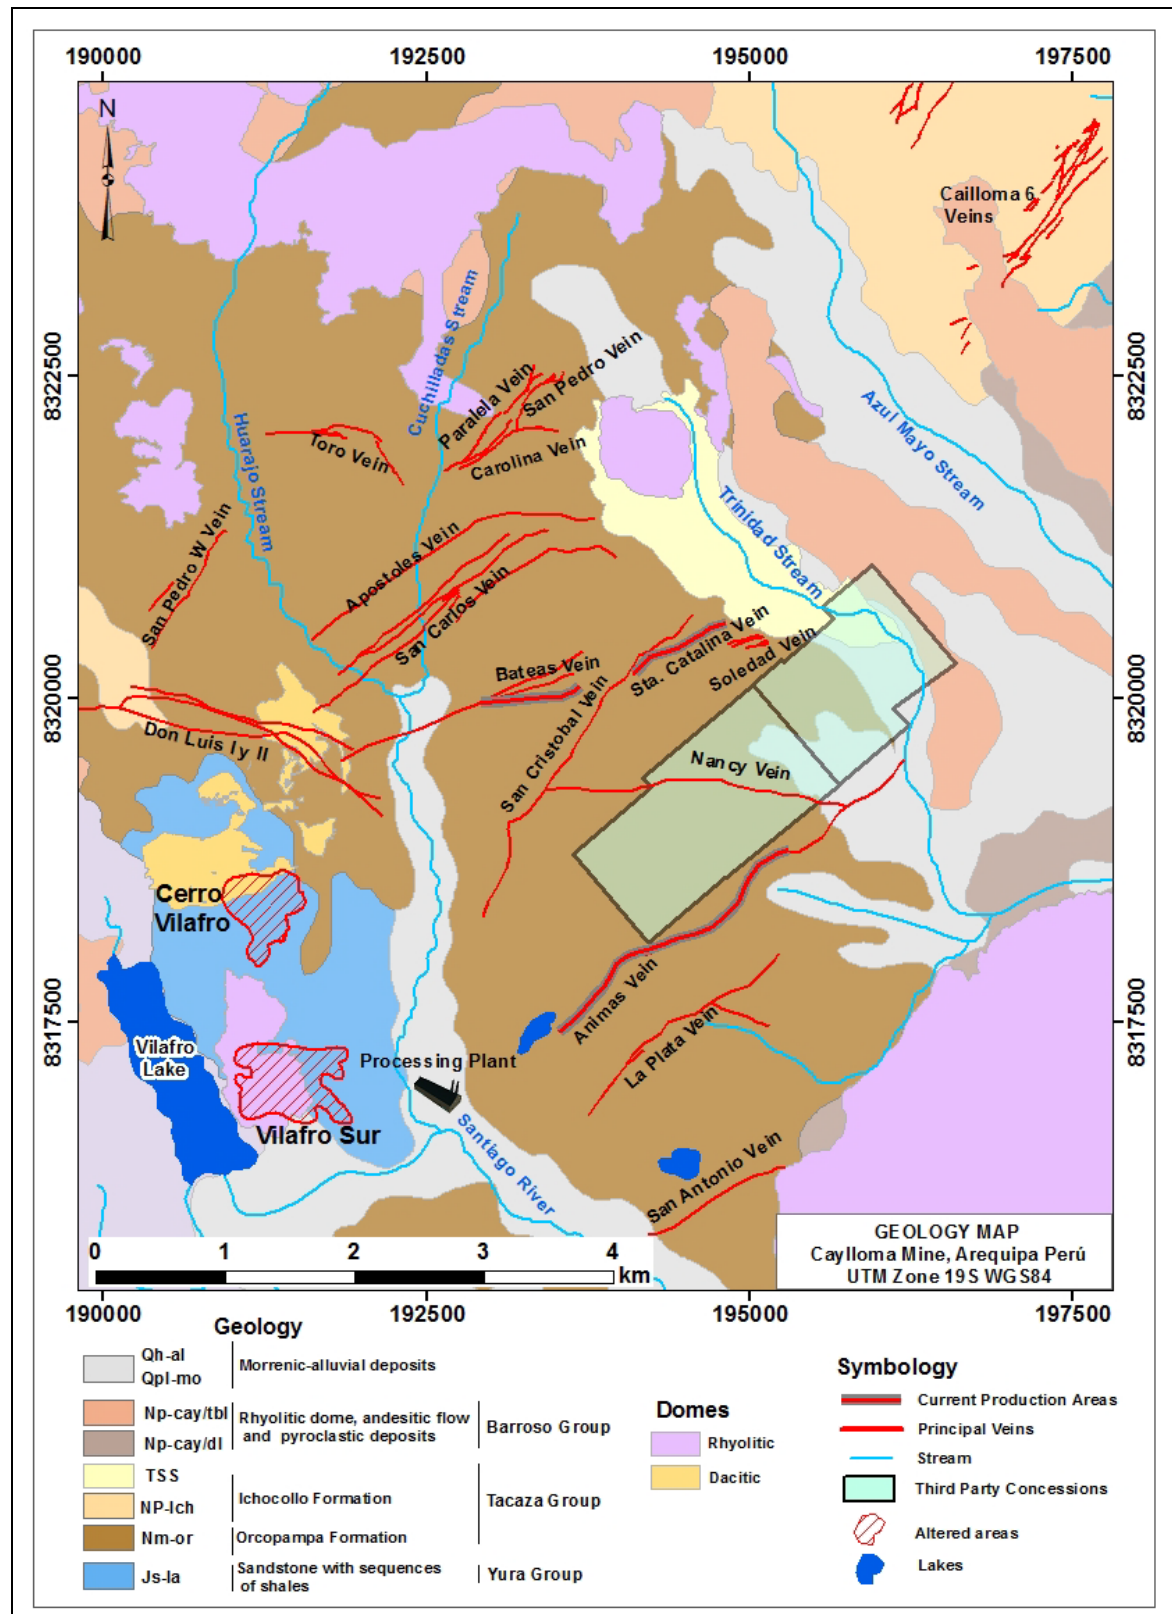 190000 192500 195000 197500
N
Cailloma 6
Veins
8322500
8322500
Cuchilladas Stream
San Pedro Vein
Paralela Vein
Azul Mayo Stream
Huarajo Stream
Toro Vein
Carolina Vein
Trinidad Stream
San Pedro W Vein
Apostoles Vein
San Carlos Vein
Sta. Catalina Vein
Soledad Vein
Bateas Vein
8320000
8320000
San Cristobal Vein
Don Luis I y II
Nancy Vein
Cerro
Vilafro
Animas Vein
8317500
8317500
La Plata Vein
Vilafro
Lake
Processing Plant
Vilafro Sur
Santiago River
San Antonio Vein
GEOLOGY MAP
Caylloma Mine, Arequipa Perú
UTM Zone 19S WGS84
0 1 2 3 4
km
190000 192500 195000 197500
Geology
Qh-al
Qpl-mo
Morrenic-alluvial deposits
Np-cay/tbl
Np-cay/dl
Rhyolitic dome, andesitic flow
and pyroclastic deposits
Barroso Group
TSS
NP-Ich
Ichocollo Formation
Tacaza Group
Nm-or
Orcopampa Formation
Js-la
Sandstone with sequences
of shales
Yura Group
Domes
Rhyolitic
Dacitic
Symbology
Current Production Areas
Principal Veins
Stream
Third Party Concessions
Altered areas
Lakes